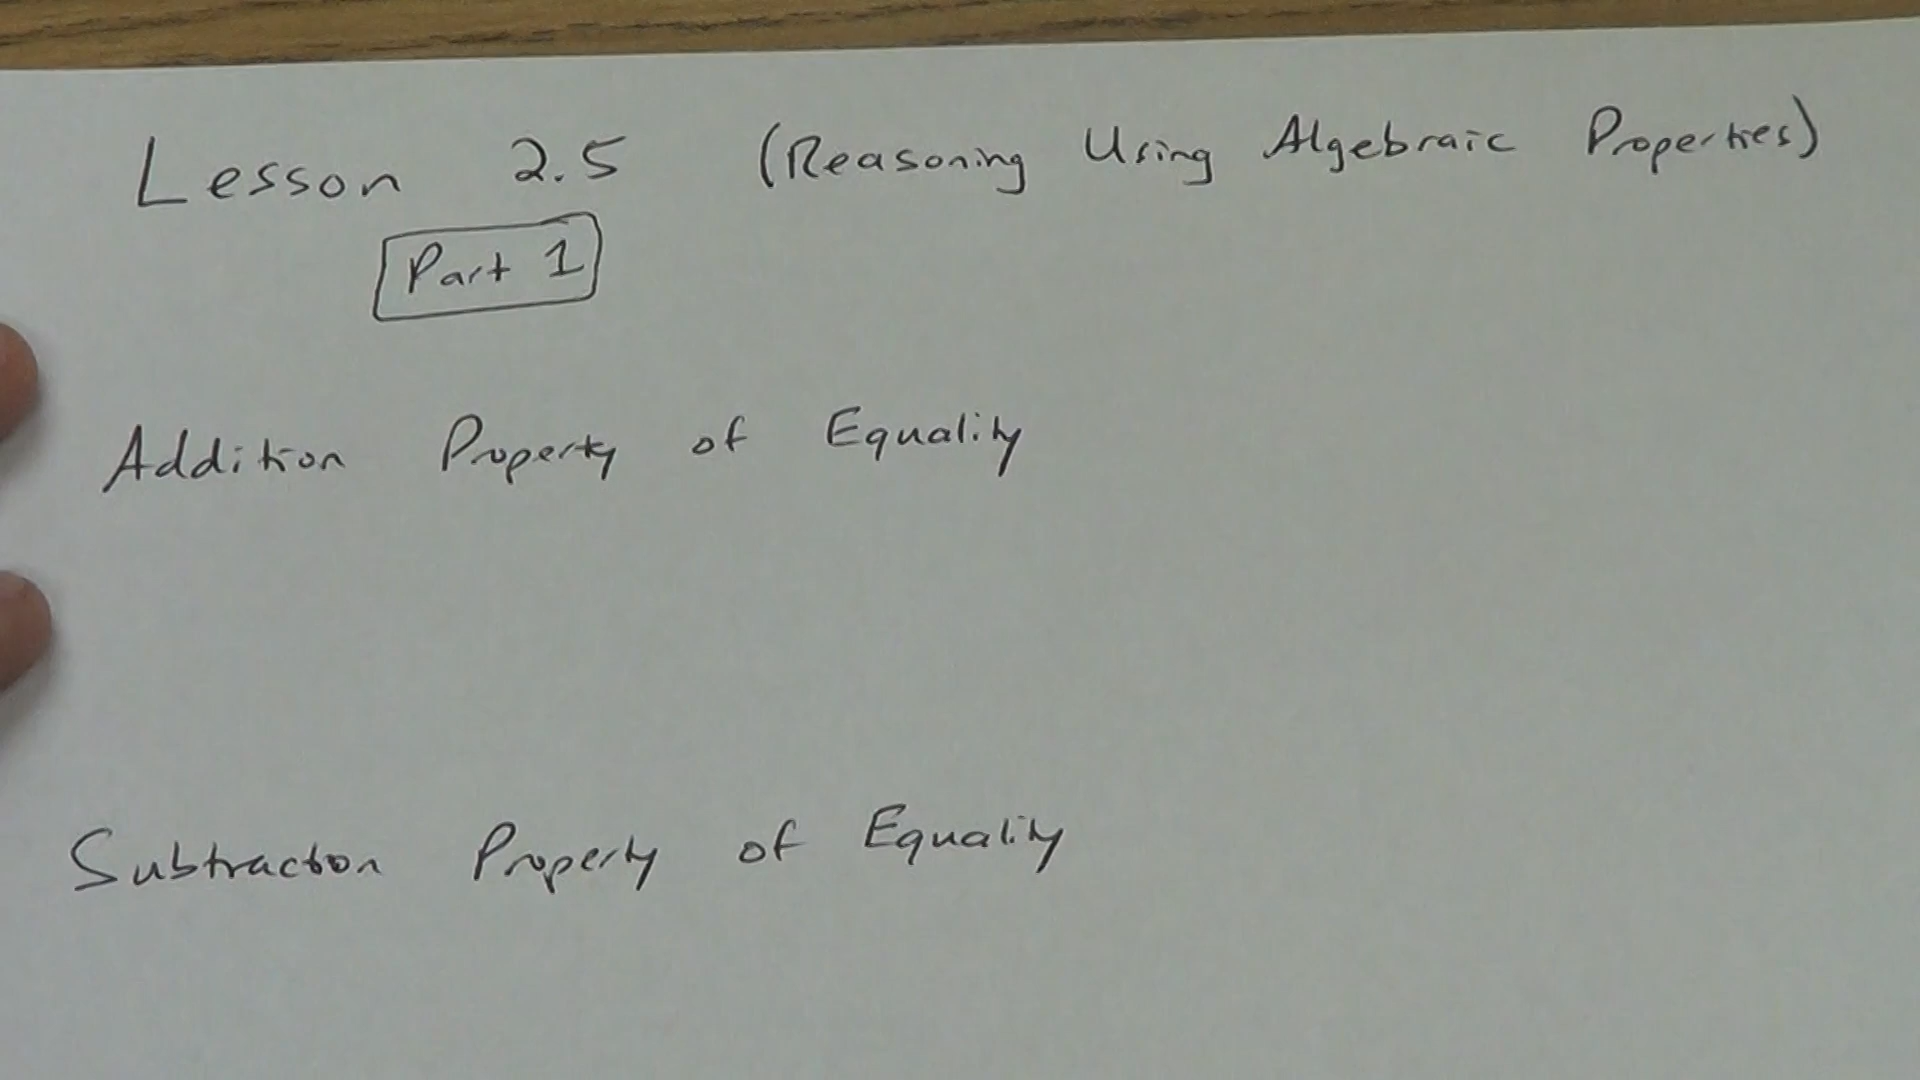 Lesson 2.5 (Reasoning Using Algebraic Properties)
Part 1
Addition Property of Equality
Subtraction Property of Equality